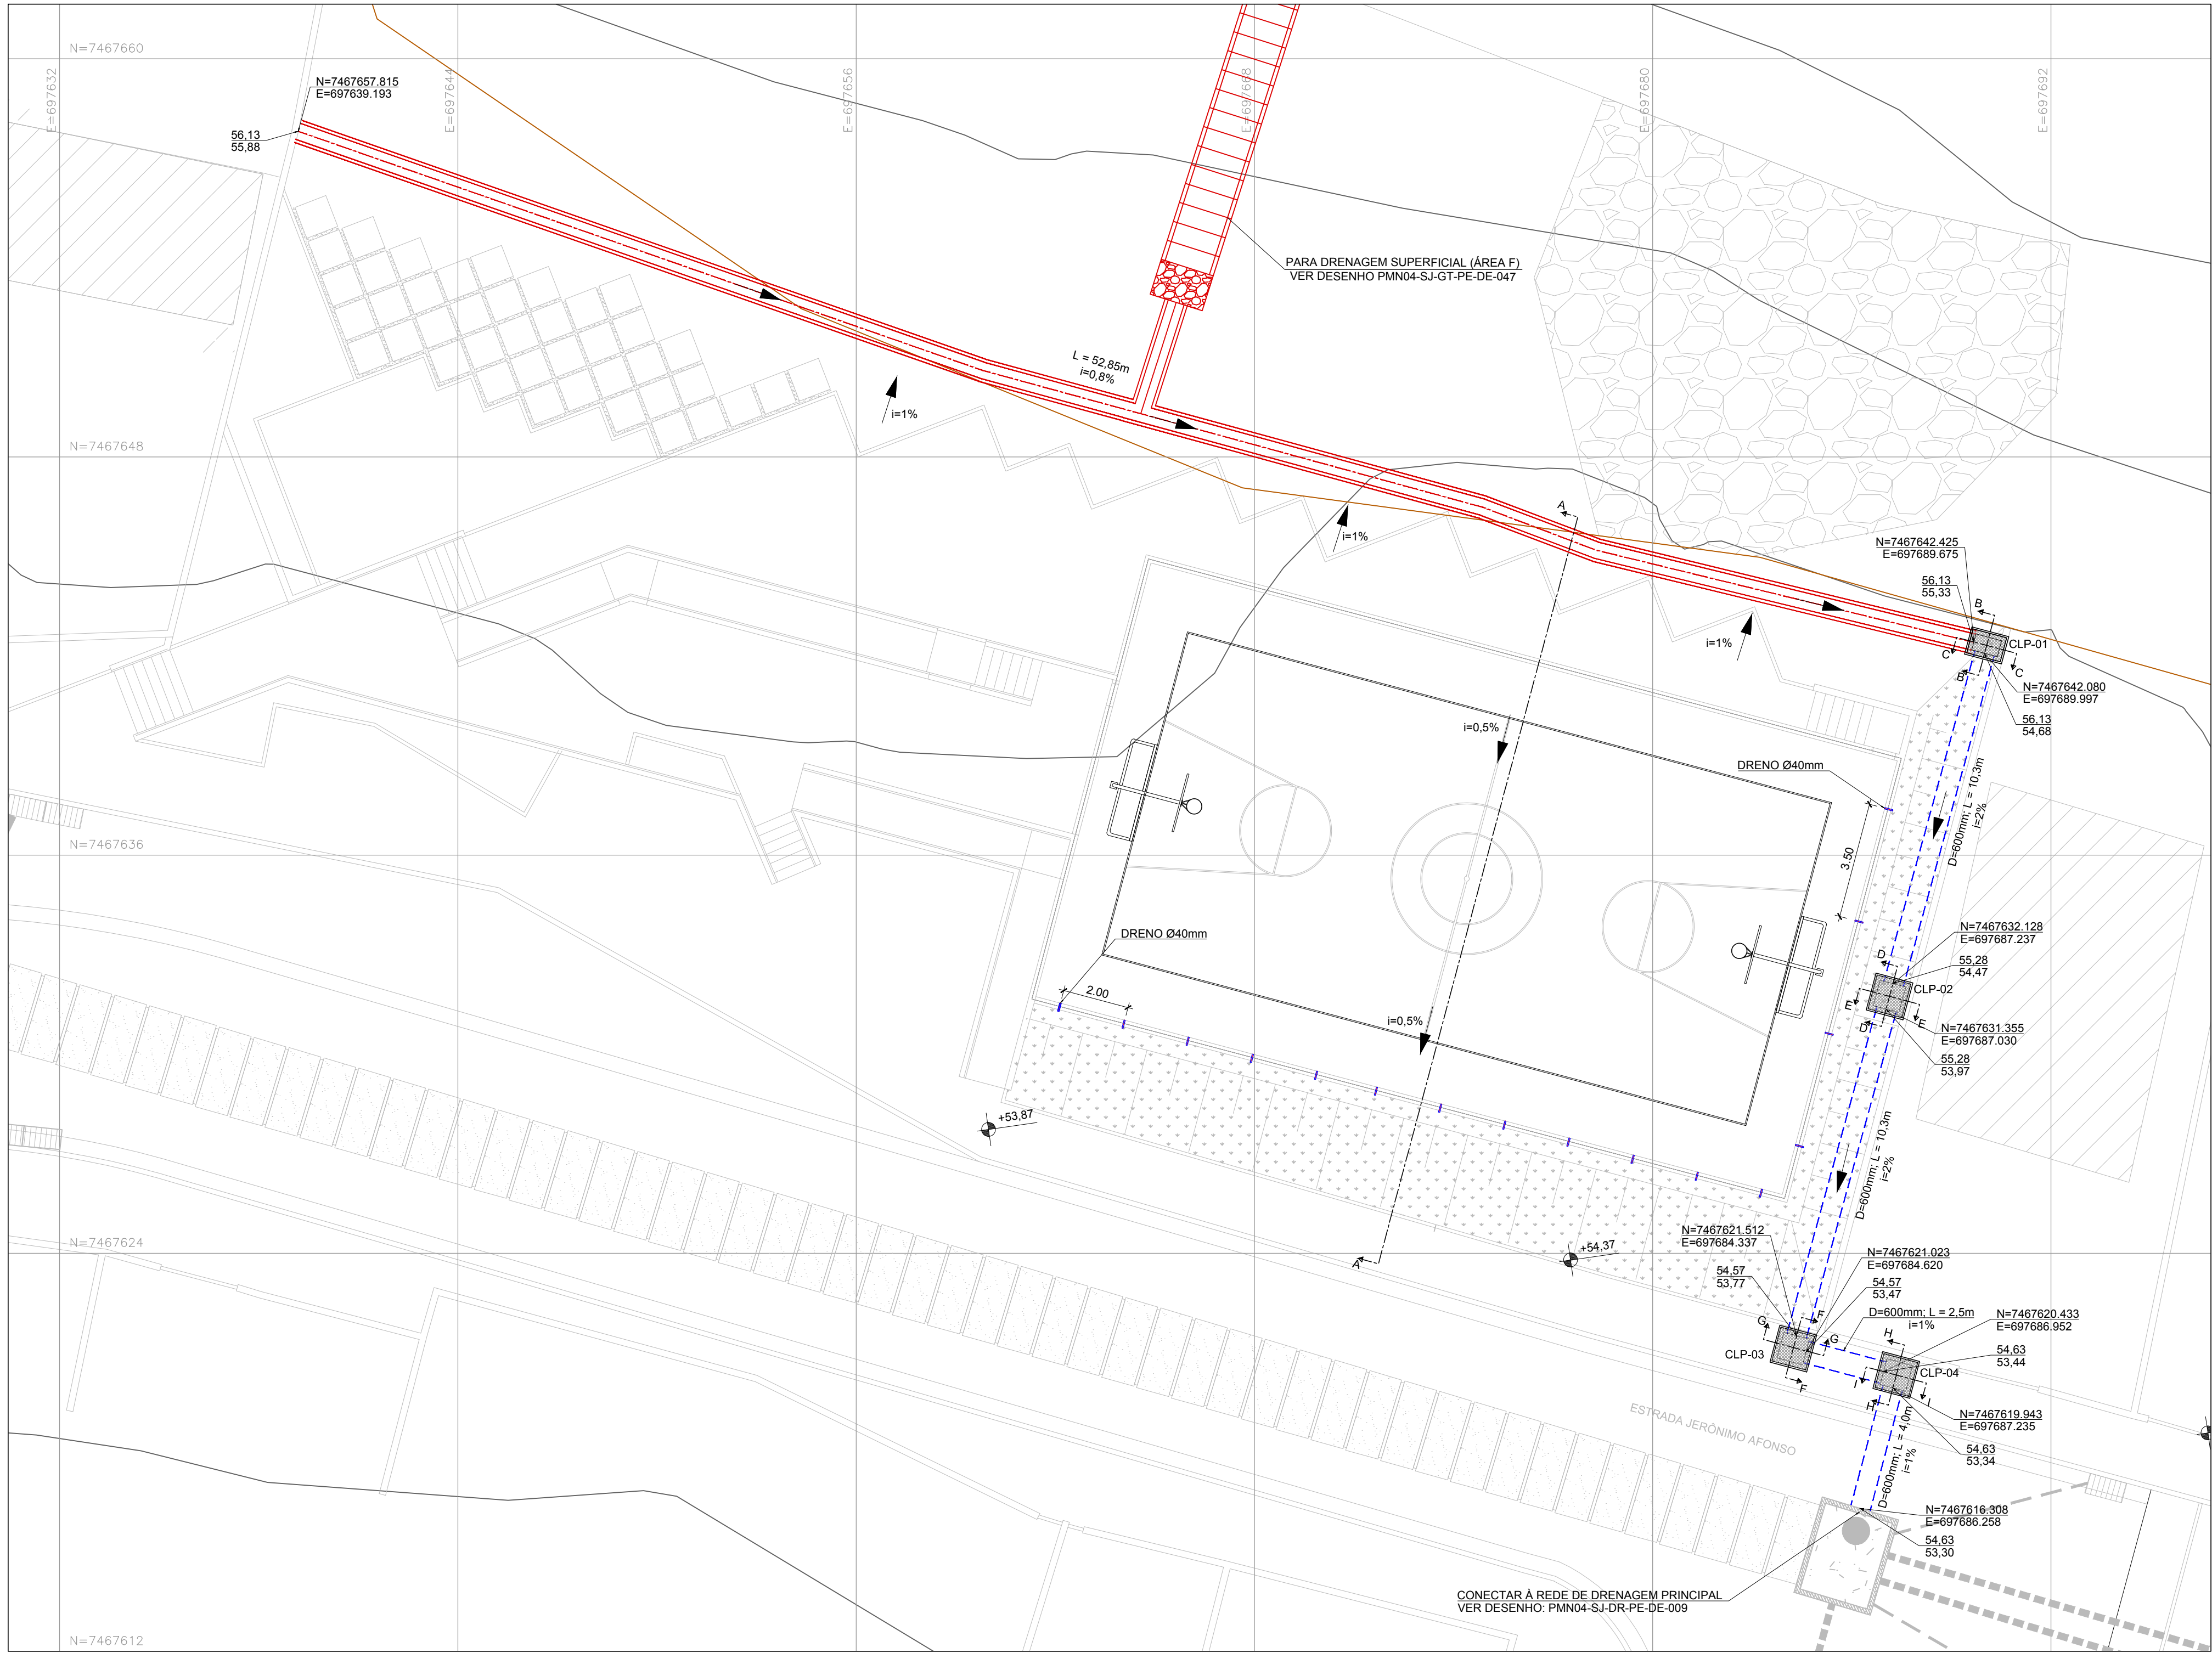 N=7467660
E=697632
E=697644
E=697656
E=697668
E=697680
E=697692
N=7467657.815
E=697639.193
56,13
55,88
PARA DRENAGEM SUPERFICIAL (ÁREA F)
VER DESENHO PMN04-SJ-GT-PE-DE-047
L = 52,85m
i=0,8%
i=1%
N=7467648
A
i=1%
N=7467642.425
E=697689.675
56,13
55,33
B
i=1%
CLP-01
C
C
B
N=7467642.080
E=697689.997
56,13
54,68
i=0,5%
DRENO Ø40mm
D=600mm; L = 10,3m
i=2%
N=7467636
3.50
DRENO Ø40mm
N=7467632.128
E=697687.237
D
55,28
54,47
2.00
CLP-02
E
E
D
i=0,5%
N=7467631.355
E=697687.030
55,28
53,97
+53,87
D=600mm; L = 10,3m
i=2%
N=7467624
N=7467621.512
E=697684.337
+54,37
A
N=7467621.023
E=697684.620
54,57
53,77
54,57
53,47
D=600mm; L = 2,5m
i=1%
N=7467620.433
E=697686.952
G
F
G
H
CLP-03
54,63
53,44
CLP-04
F
I
I
H
ESTRADA JERÔNIMO AFONSO
N=7467619.943
E=697687.235
54,63
53,34
D=600mm; L = 4,0m
i=1%
N=7467616.308
E=697686.258
54,63
53,30
CONECTAR À REDE DE DRENAGEM PRINCIPAL
VER DESENHO: PMN04-SJ-DR-PE-DE-009
N=7467612